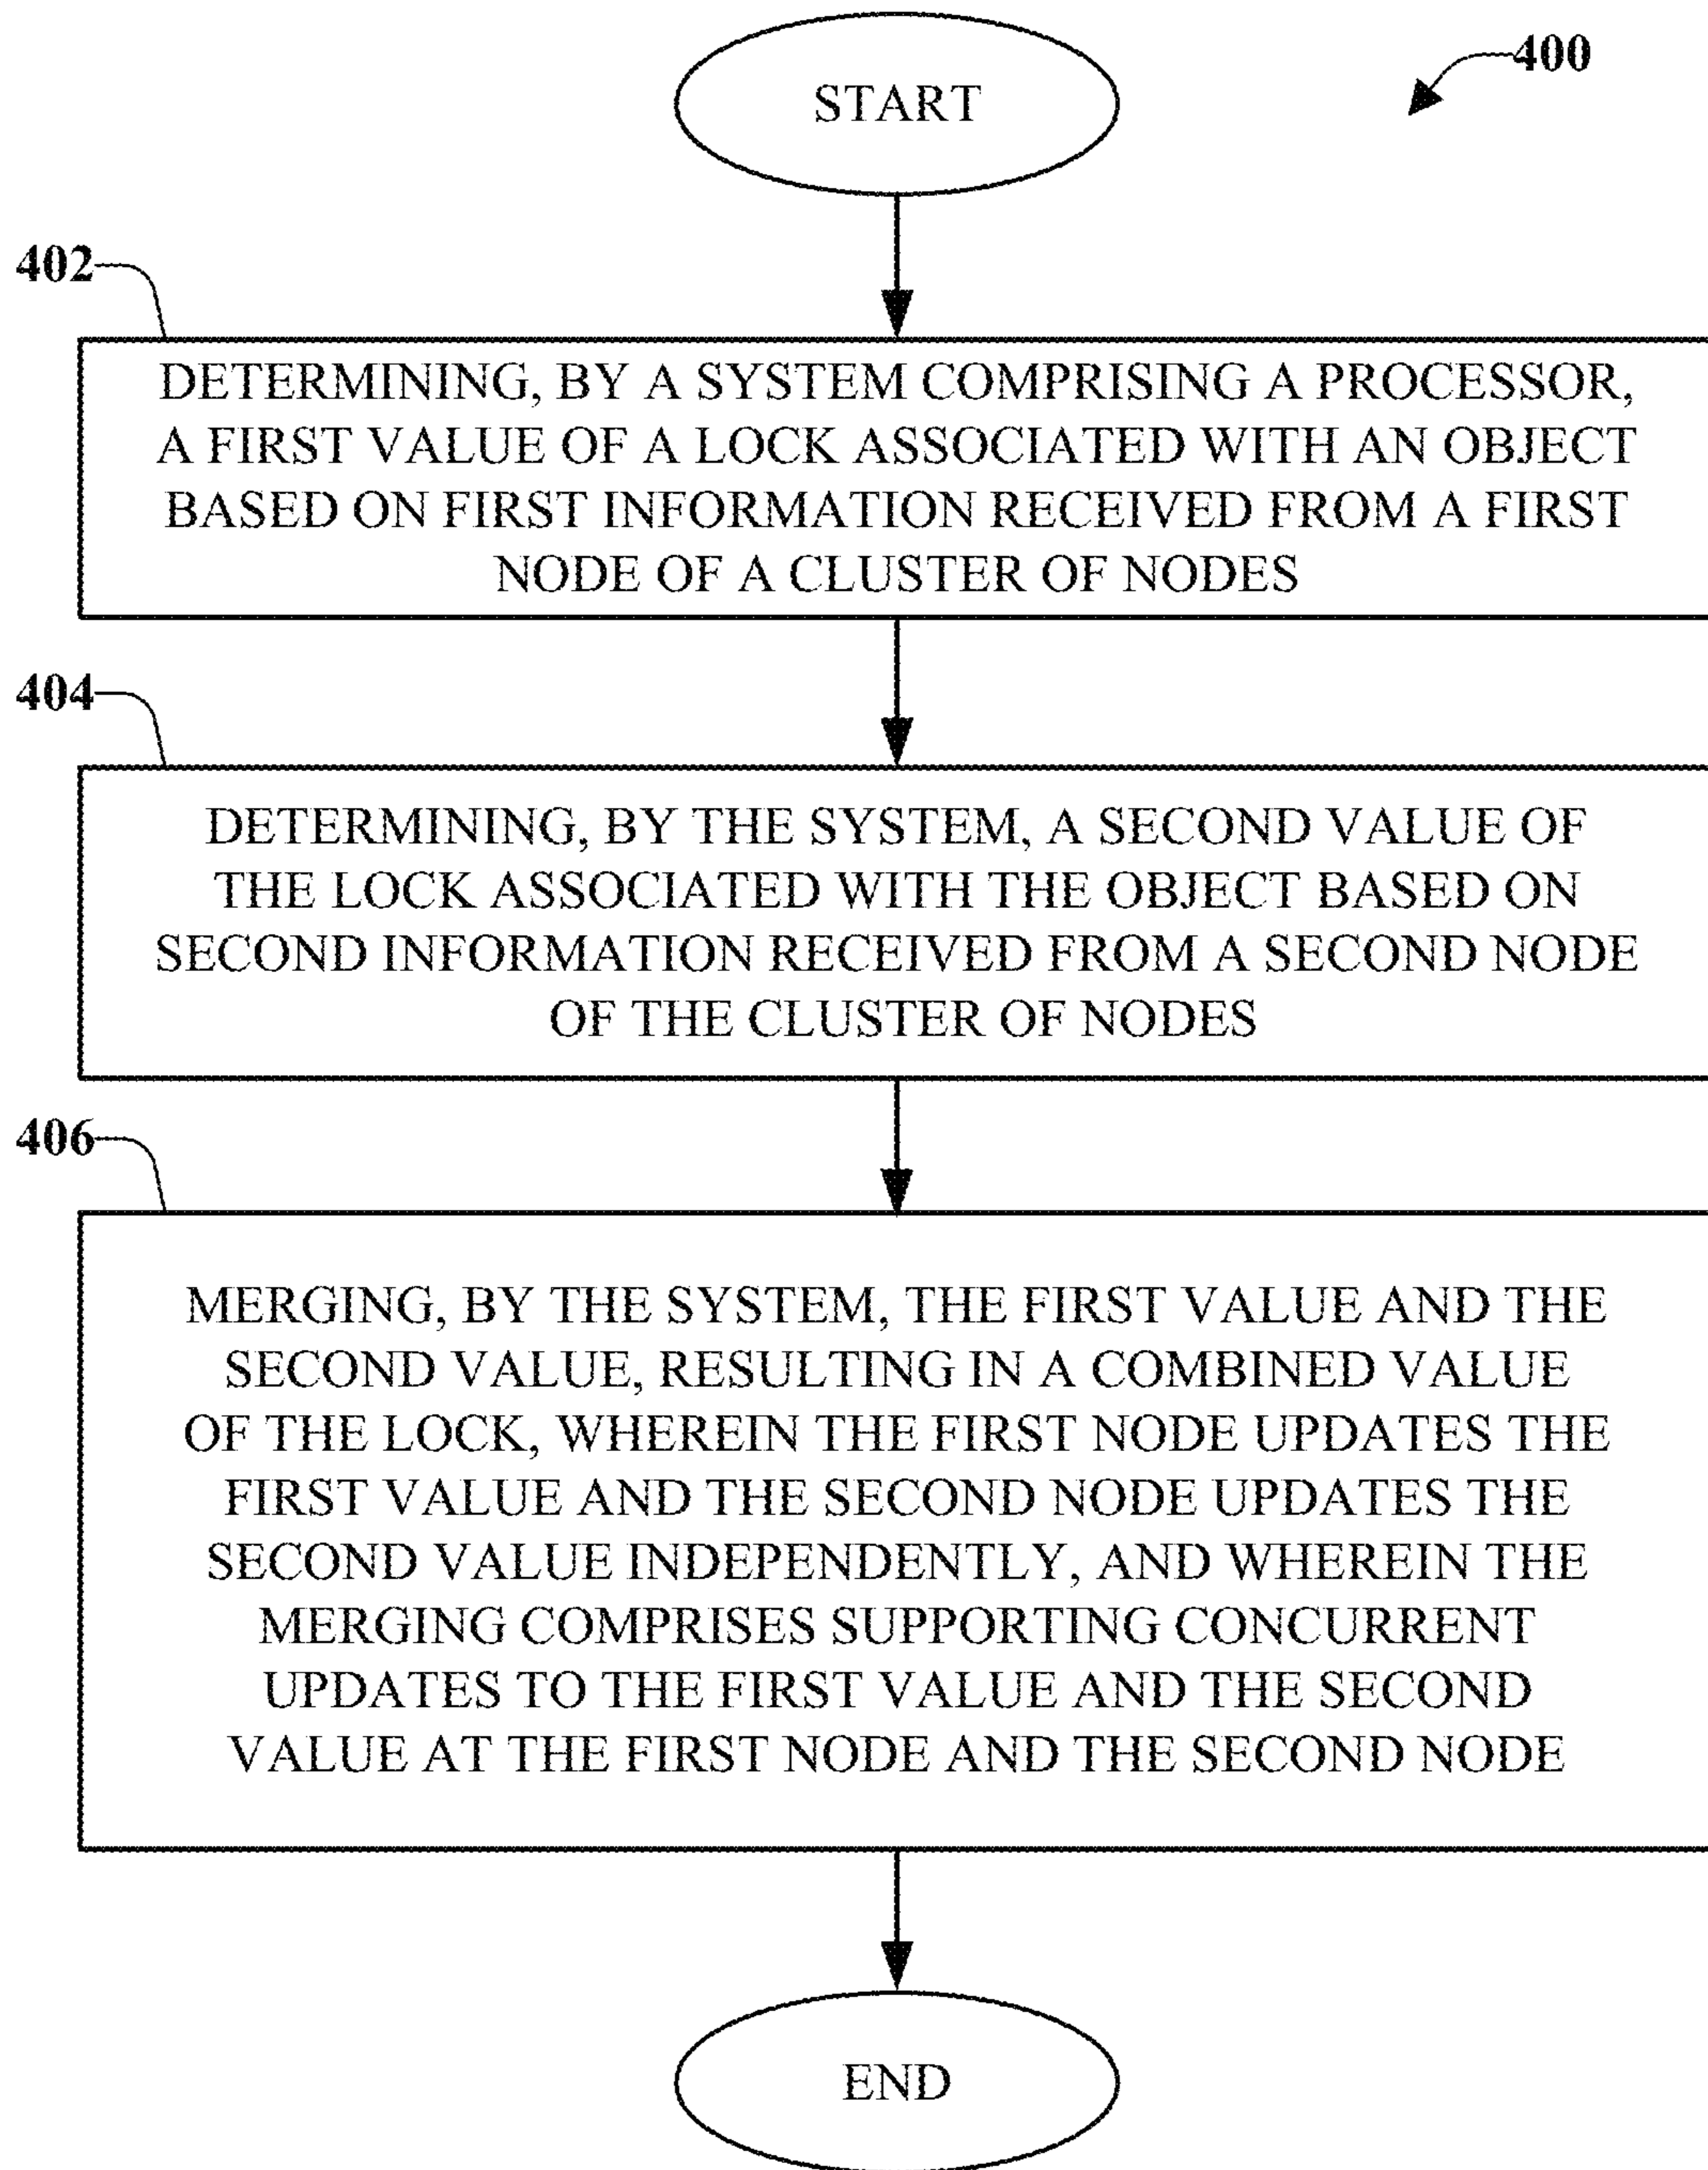 START
400
402
DETERMINING, BY A SYSTEM COMPRISING A PROCESSOR,
A FIRST VALUE OF A LOCK ASSOCIATED WITH AN OBJECT
BASED ON FIRST INFORMATION RECEIVED FROM A FIRST
NODE OF A CLUSTER OF NODES
404
DETERMINING, BY THE SYSTEM, A SECOND VALUE OF
THE LOCK ASSOCIATED WITH THE OBJECT BASED ON
SECOND INFORMATION RECEIVED FROM A SECOND NODE
OF THE CLUSTER OF NODES
406
MERGING, BY THE SYSTEM, THE FIRST VALUE AND THE
SECOND VALUE, RESULTING IN A COMBINED VALUE
OF THE LOCK, WHEREIN THE FIRST NODE UPDATES THE
FIRST VALUE AND THE SECOND NODE UPDATES THE
SECOND VALUE INDEPENDENTLY, AND WHEREIN THE
MERGING COMPRISES SUPPORTING CONCURRENT
UPDATES TO THE FIRST VALUE AND THE SECOND
VALUE AT THE FIRST NODE AND THE SECOND NODE
END